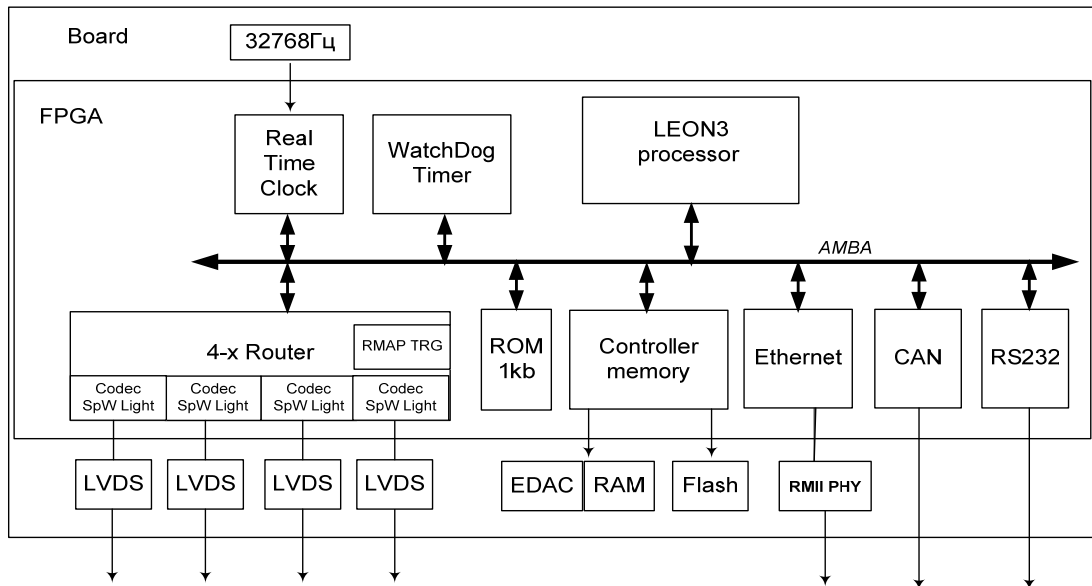 Board
32768Гц
FPGA
Real
Time
Clock
WatchDog
Timer
LEON3
processor
AMBA
4-x Router
RMAP TRG
Codec
SpW Light
Codec
SpW Light
Codec
SpW Light
Codec
SpW Light
ROM
1kb
Controller
memory
Ethernet
CAN
RS232
LVDS
LVDS
LVDS
LVDS
EDAC
RAM
Flash
RMII PHY